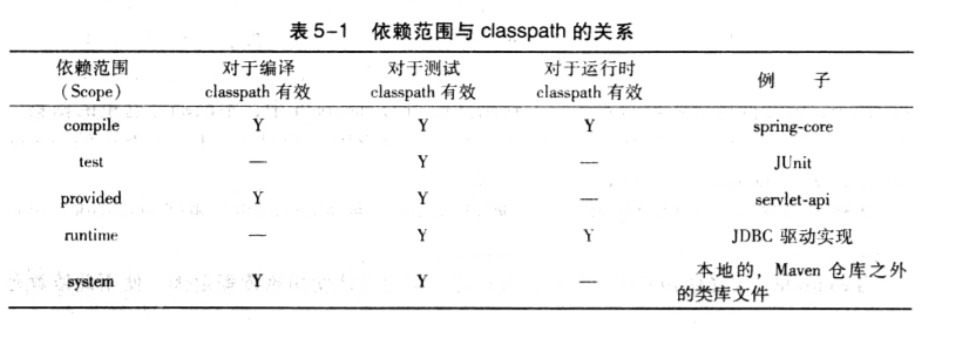 表 5-1 依赖范围与 classpath 的关系
依赖范围 对于编译 对于测试 对于运行时 例 子
(Scope) classpath 有效 classpath 有效 classpath 有效
compile Y Y Y spring-core
test — Y — JUnit
provided Y Y — servlet-api
runtime — Y Y JDBC 驱动实现
system Y Y — 本地的，Maven 仓库之外
的类库文件